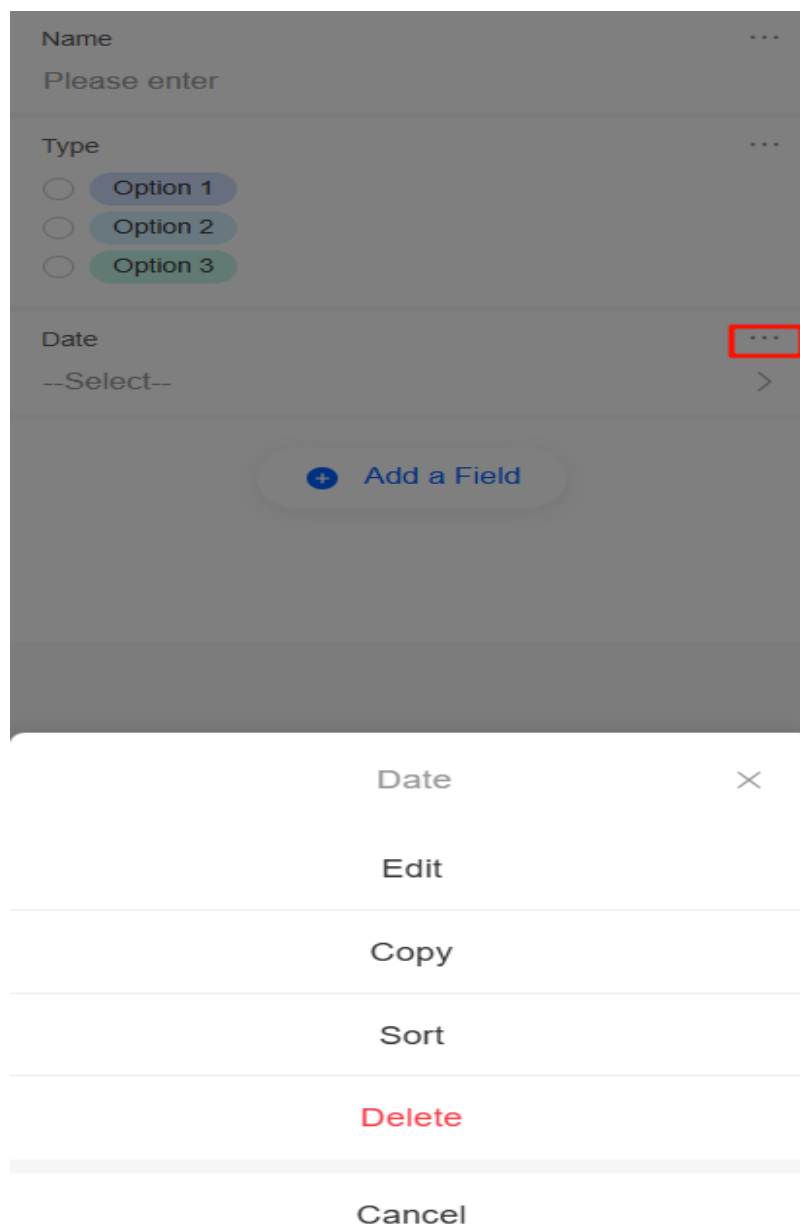 Name
Please enter
Type
Option 1
Option 2
Option 3
Date
--Select--
Add a Field
Date
Edit
Copy
Sort
Delete
Cancel